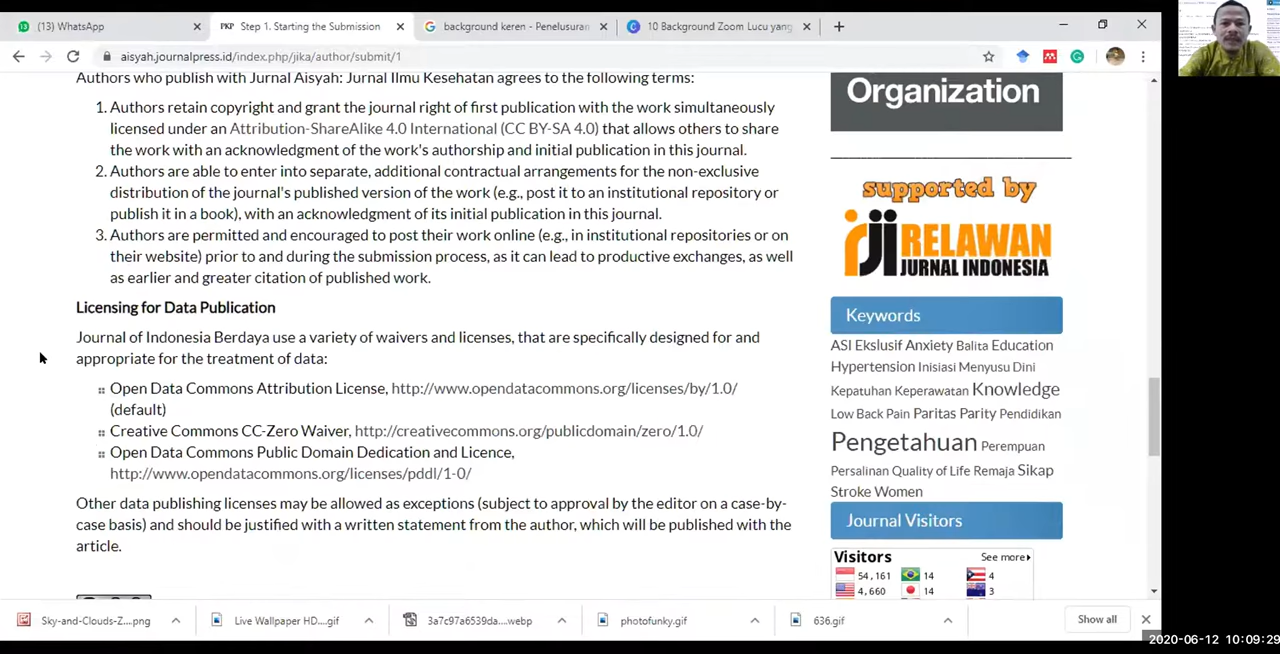 (13) WhatsApp
PKP Step 1. Starting the Submission
background keren - Penelusuran
10 Background Zoom Lucu yang
aisyah.journalpress.id/index.php/jika/author/submit/1
Authors who publish with Jurnal Aisyah: Jurnal Ilmu Kesehatan agrees to the following terms:
1. Authors retain copyright and grant the journal right of first publication with the work simultaneously
licensed under an Attribution-ShareAlike 4.0 International (CC BY-SA 4.0) that allows others to share
the work with an acknowledgment of the work's authorship and initial publication in this journal.
2. Authors are able to enter into separate, additional contractual arrangements for the non-exclusive
distribution of the journal's published version of the work (e.g., post it to an institutional repository or
publish it in a book), with an acknowledgment of its initial publication in this journal.
3. Authors are permitted and encouraged to post their work online (e.g., in institutional repositories or on
their website) prior to and during the submission process, as it can lead to productive exchanges, as well
as earlier and greater citation of published work.
Licensing for Data Publication
Journal of Indonesia Berdaya use a variety of waivers and licenses, that are specifically designed for and
appropriate for the treatment of data:
Open Data Commons Attribution License, http://www.opendatacommons.org/licenses/by/1.0/
(default)
Creative Commons CC-Zero Waiver, http://creativecommons.org/publicdomain/zero/1.0/
Open Data Commons Public Domain Dedication and Licence,
http://www.opendatacommons.org/licenses/pddl/1-0/
Other data publishing licenses may be allowed as exceptions (subject to approval by the editor on a case-by-
case basis) and should be justified with a written statement from the author, which will be published with the
article.
Organization
supported by
rji RELAWAN
JURNAL INDONESIA
Keywords
ASI Ekslusif Anxiety Balita Education
Hypertension Inisiasi Menyusu Dini
Kepatuhan Keperawatan Knowledge
Low Back Pain Paritas Parity Pendidikan
Pengetahuan Perempuan
Persalinan Quality of Life Remaja Sikap
Stroke Women
Journal Visitors
Visitors See more
54,161 14 4
4,660 14 3
Sky-and-Clouds-Z....png
Live Wallpaper HD....gif
3a7c97a6539da....webp
photofunky.gif
636.gif
Show all
2020-06-12 10:09:29